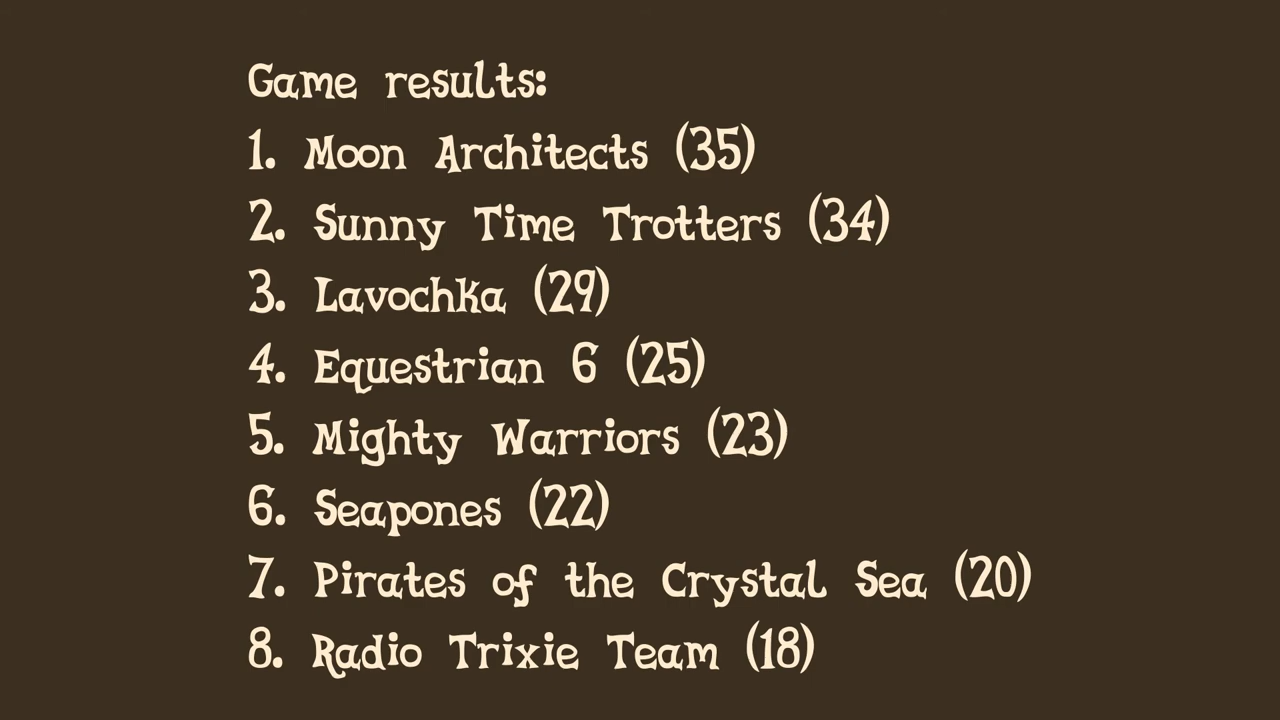 Game results:
1. Moon Architects (35)
2. Sunny Time Trotters (34)
3. Lavochka (29)
4. Equestrian 6 (25)
5. Mighty Warriors (23)
6. Seapones (22)
7. Pirates of the Crystal Sea (20)
8. Radio Trixie Team (18)